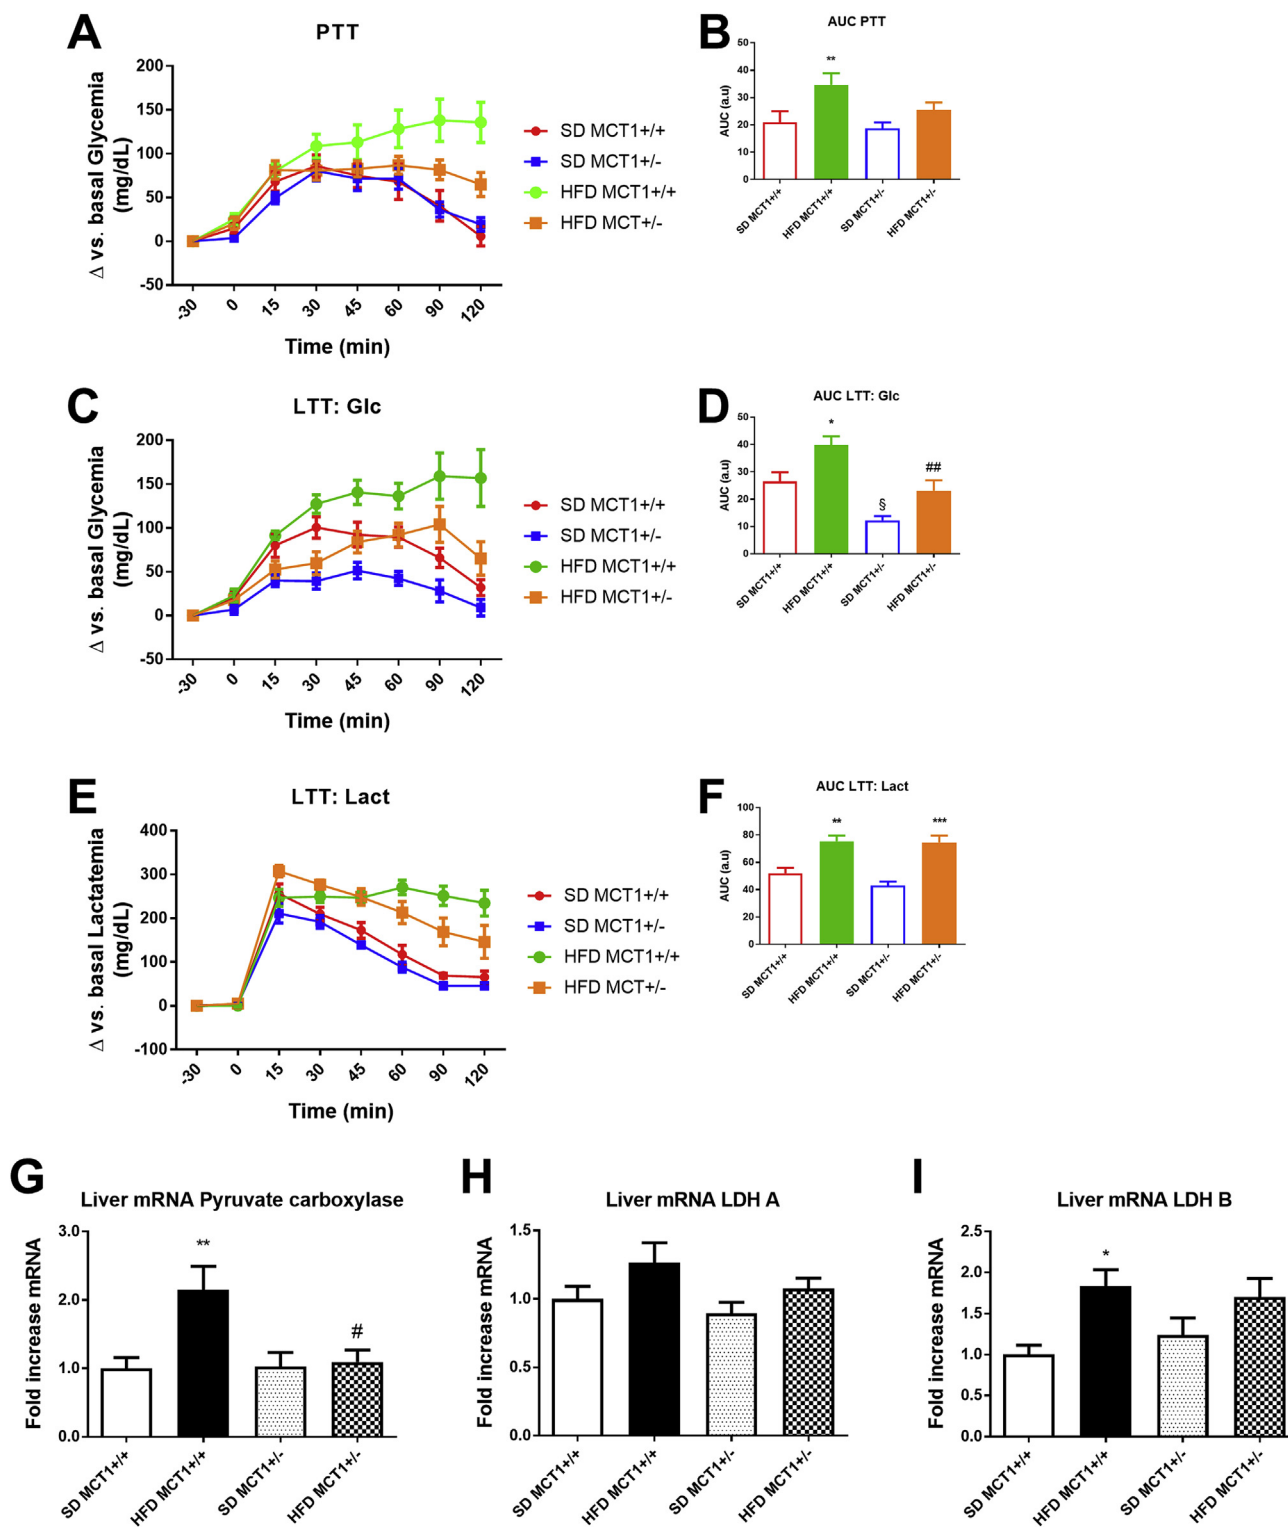 A
PTT
Δ vs. basal Glycemia
(mg/dL)
200
150
100
50
0
-50
-30
0
15
30
45
60
90
120
Time (min)
SD MCT1+/+
SD MCT1+/-
HFD MCT1+/+
HFD MCT+/-
B
AUC PTT
AUC (a.u)
50
40
30
20
10
0
**
SD MCT1+/+
HFD MCT1+/+
SD MCT1+/-
HFD MCT1+/-
C
LTT: Glc
Δ vs. basal Glycemia
(mg/dL)
200
150
100
50
0
-50
-30
0
15
30
45
60
90
120
Time (min)
SD MCT1+/+
SD MCT1+/-
HFD MCT1+/+
HFD MCT1+/-
D
AUC LTT: Glc
AUC (a.u)
50
40
30
20
10
0
*
§
##
SD MCT1+/+
HFD MCT1+/+
SD MCT1+/-
HFD MCT1+/-
E
LTT: Lact
Δ vs. basal Lactatemia
(mg/dL)
400
300
200
100
0
-100
-30
0
15
30
45
60
90
120
Time (min)
SD MCT1+/+
SD MCT1+/-
HFD MCT1+/+
HFD MCT+/-
F
AUC LTT: Lact
AUC (a.u)
100
80
60
40
20
0
**
***
SD MCT1+/+
HFD MCT1+/+
SD MCT1+/-
HFD MCT1+/-
G
Liver mRNA Pyruvate carboxylase
Fold increase mRNA
3.0
2.0
1.0
0.0
**
#
SD MCT1+/+
HFD MCT1+/+
SD MCT1+/-
HFD MCT1+/-
H
Liver mRNA LDH A
Fold increase mRNA
1.5
1.0
0.5
0.0
SD MCT1+/+
HFD MCT1+/+
SD MCT1+/-
HFD MCT1+/-
I
Liver mRNA LDH B
Fold increase mRNA
2.5
2.0
1.5
1.0
0.5
0.0
*
SD MCT1+/+
HFD MCT1+/+
SD MCT1+/-
HFD MCT1+/-